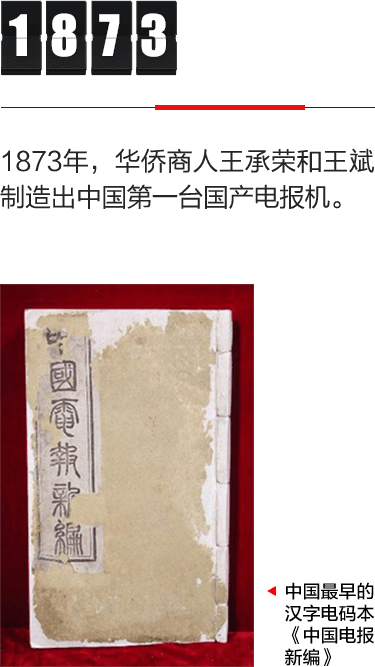 1873
1873年，华侨商人王承荣和王斌
制造出中国第一台国产电报机。
國電報新編
中国最早的
汉字电码本
《中国电报
新编》